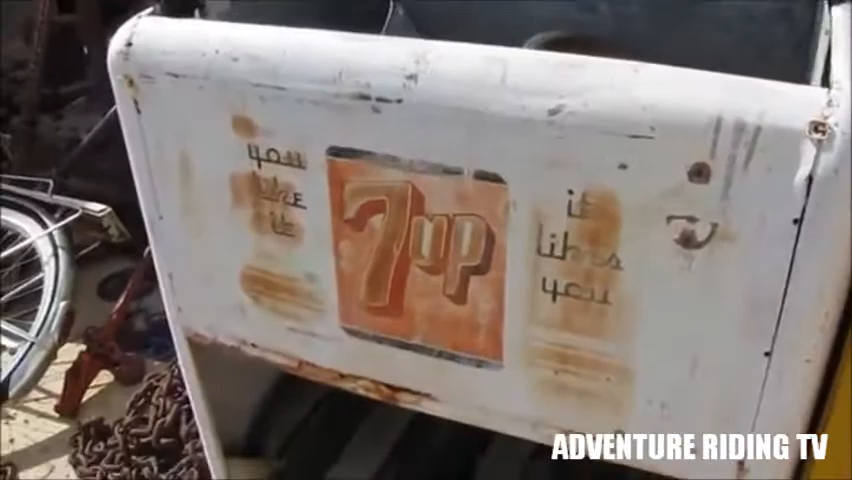 you
like
it
7up
it
likes
you
ADVENTURE RIDING TV